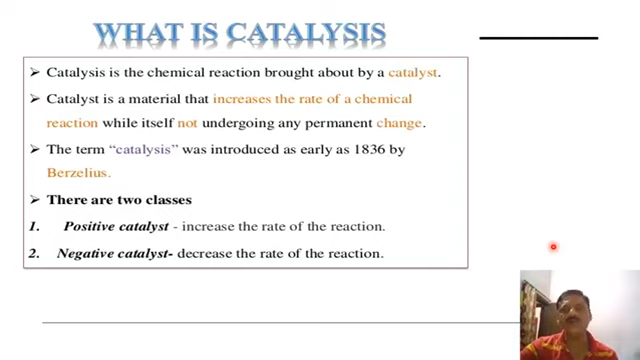 WHAT IS CATALYSIS
➢ Catalysis is the chemical reaction brought about by a catalyst.
➢ Catalyst is a material that increases the rate of a chemical
reaction while itself not undergoing any permanent change.
➢ The term “catalysis” was introduced as early as 1836 by
Berzelius.
➢ There are two classes
1. Positive catalyst - increase the rate of the reaction.
2. Negative catalyst- decrease the rate of the reaction.